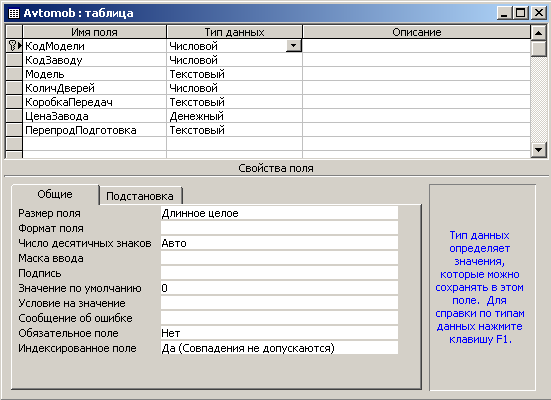 Avtomob : таблица
Имя поля Тип данных Описание
КодМодели Числовой
КодЗаводу Числовой
Модель Текстовый
КоличДверей Числовой
КоробкаПередач Текстовый
ЦенаЗавода Денежный
ПерепродПодготовка Текстовый
Свойства поля
Общие Подстановка
Размер поля Длинное целое
Формат поля
Число десятичных знаков Авто
Маска ввода
Подпись
Значение по умолчанию 0
Условие на значение
Сообщение об ошибке
Обязательное поле Нет
Индексированное поле Да (Совпадения не допускаются)
Тип данных
определяет
значения,
которые можно
сохранять в этом
поле. Для
справки по типам
данных нажмите
клавишу F1.